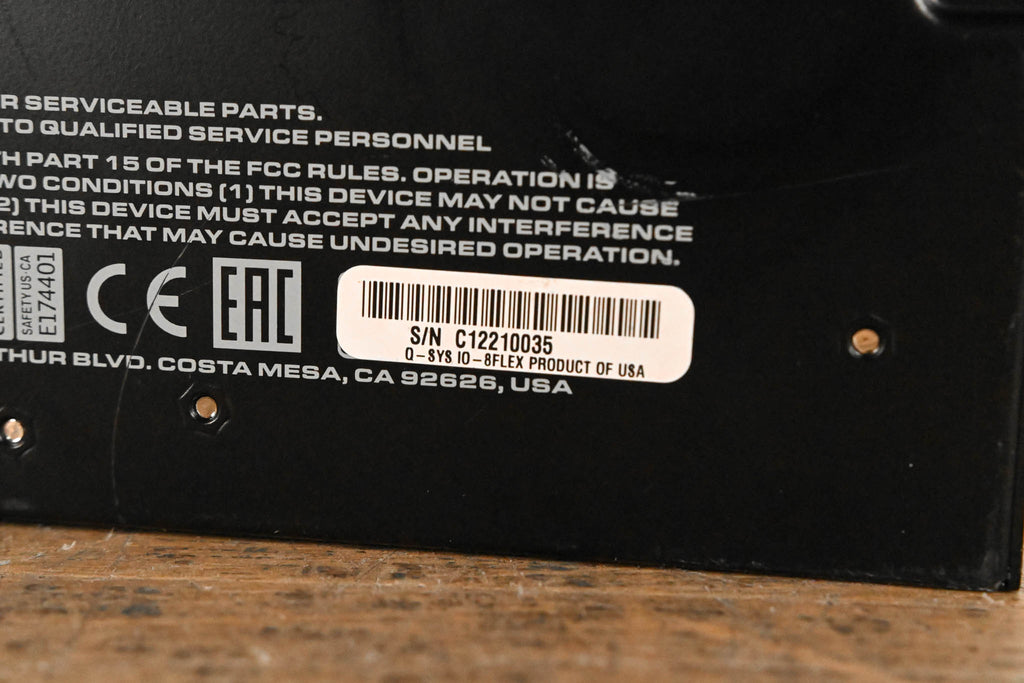 R SERVICEABLE PARTS.
TO QUALIFIED SERVICE PERSONNEL
H PART 15 OF THE FCC RULES. OPERATION IS
WO CONDITIONS (1) THIS DEVICE MAY NOT CAUSE
2) THIS DEVICE MUST ACCEPT ANY INTERFERENCE
RENCE THAT MAY CAUSE UNDESIRED OPERATION.
CERTIFIED
SAFETY US-CA
E174401
CE
EAC
S/N C12210035
Q-SYS IO-8FLEX PRODUCT OF USA
THUR BLVD. COSTA MESA, CA 92626, USA